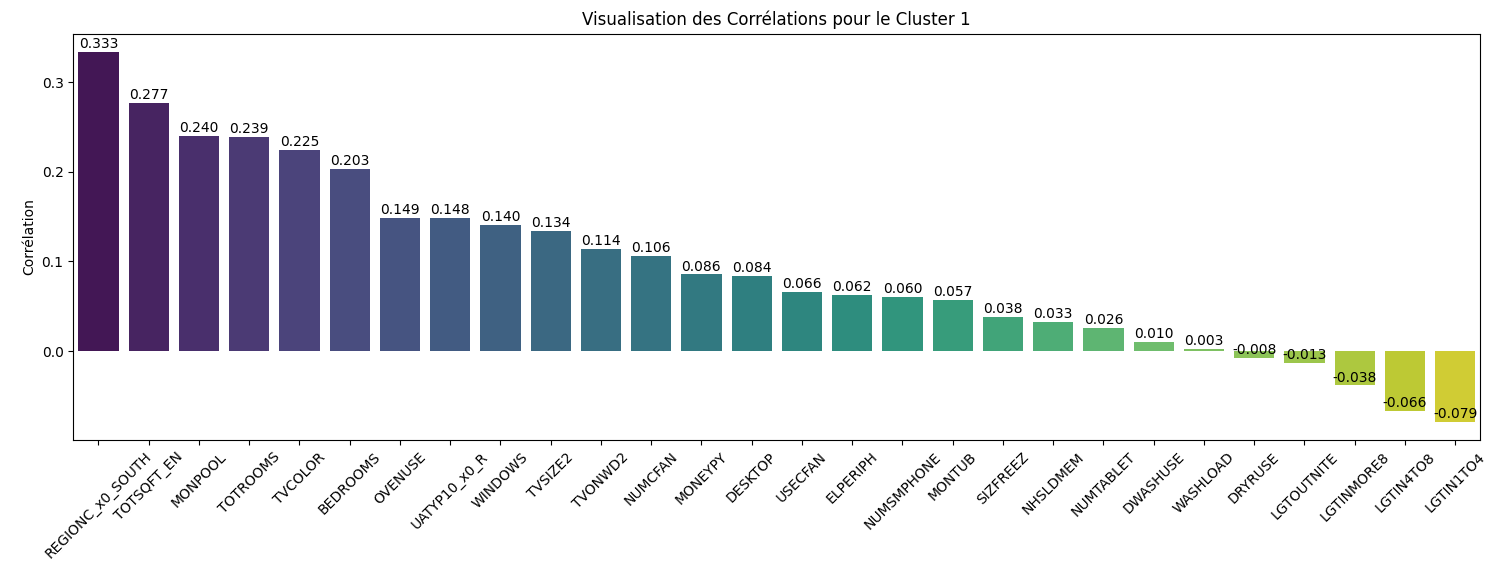 Visualisation des Corrélations pour le Cluster 1
Corrélation
0.3
0.2
0.1
0.0
0.333
0.277
0.240
0.239
0.225
0.203
0.149
0.148
0.140
0.134
0.114
0.106
0.086
0.084
0.066
0.062
0.060
0.057
0.038
0.033
0.026
0.010
0.003
-0.008
-0.013
-0.038
-0.066
-0.079
REGIONC_x0_SOUTH
TOTSQFT_EN
MONPOOL
TOTROOMS
TVCOLOR
BEDROOMS
OVENUSE
UATYP10_x0_R
WINDOWS
TVSIZE2
TVONWD2
NUMCFAN
MONEYPY
DESKTOP
USECFAN
ELPERIPH
NUMSMPHONE
MONTUB
SIZFREEZ
NHSLDMEM
NUMTABLET
DWASHUSE
WASHLOAD
DRYRUSE
LGTOUTNITE
LGTINMORE8
LGTIN4TO8
LGTIN1TO4